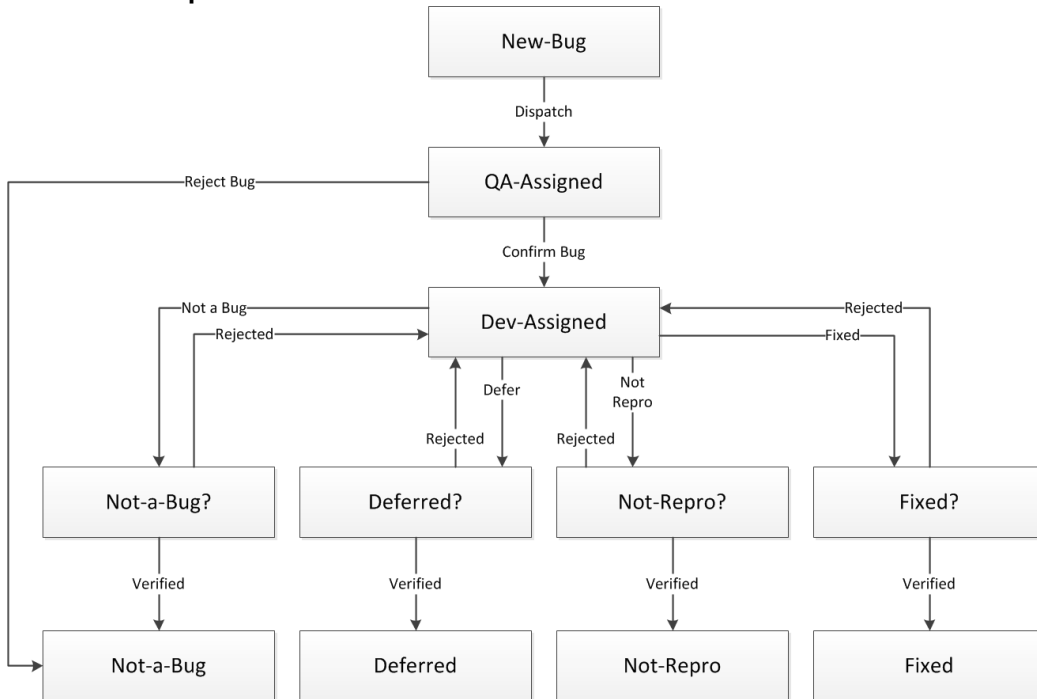 New-Bug
Dispatch
QA-Assigned
Reject Bug
Confirm Bug
Dev-Assigned
Not a Bug
Rejected
Rejected
Fixed
Defer
Not
Repro
Rejected
Rejected
Not-a-Bug?
Deferred?
Not-Repro?
Fixed?
Verified
Verified
Verified
Verified
Not-a-Bug
Deferred
Not-Repro
Fixed